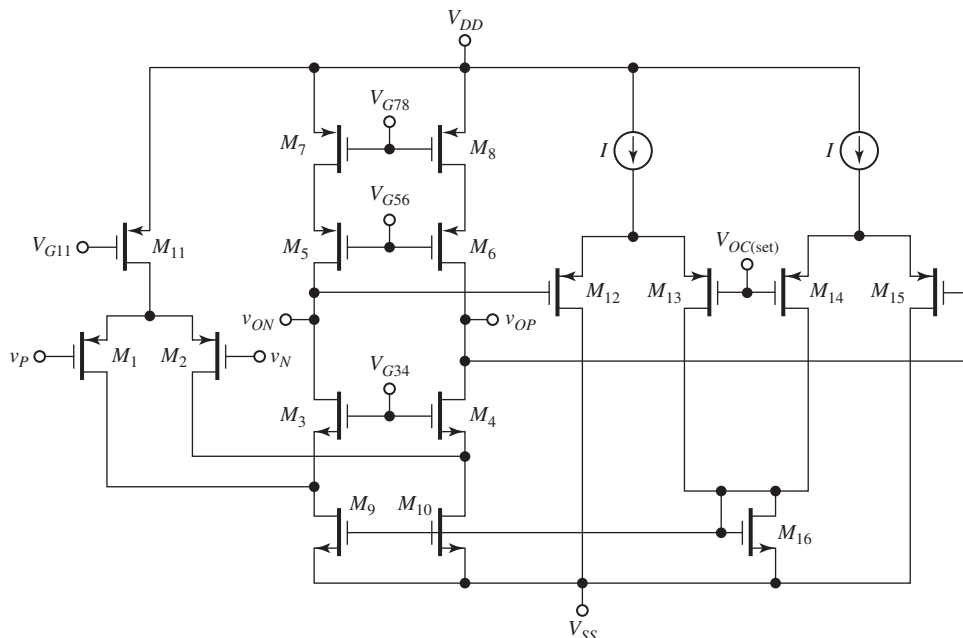 V_DD
V_G78
M_7
M_8
I
I
V_G56
V_G11
M_11
M_5
M_6
V_OC(set)
M_12
M_13
M_14
M_15
v_ON
v_OP
v_P
M_1
M_2
v_N
V_G34
M_3
M_4
M_9
M_10
M_16
V_SS